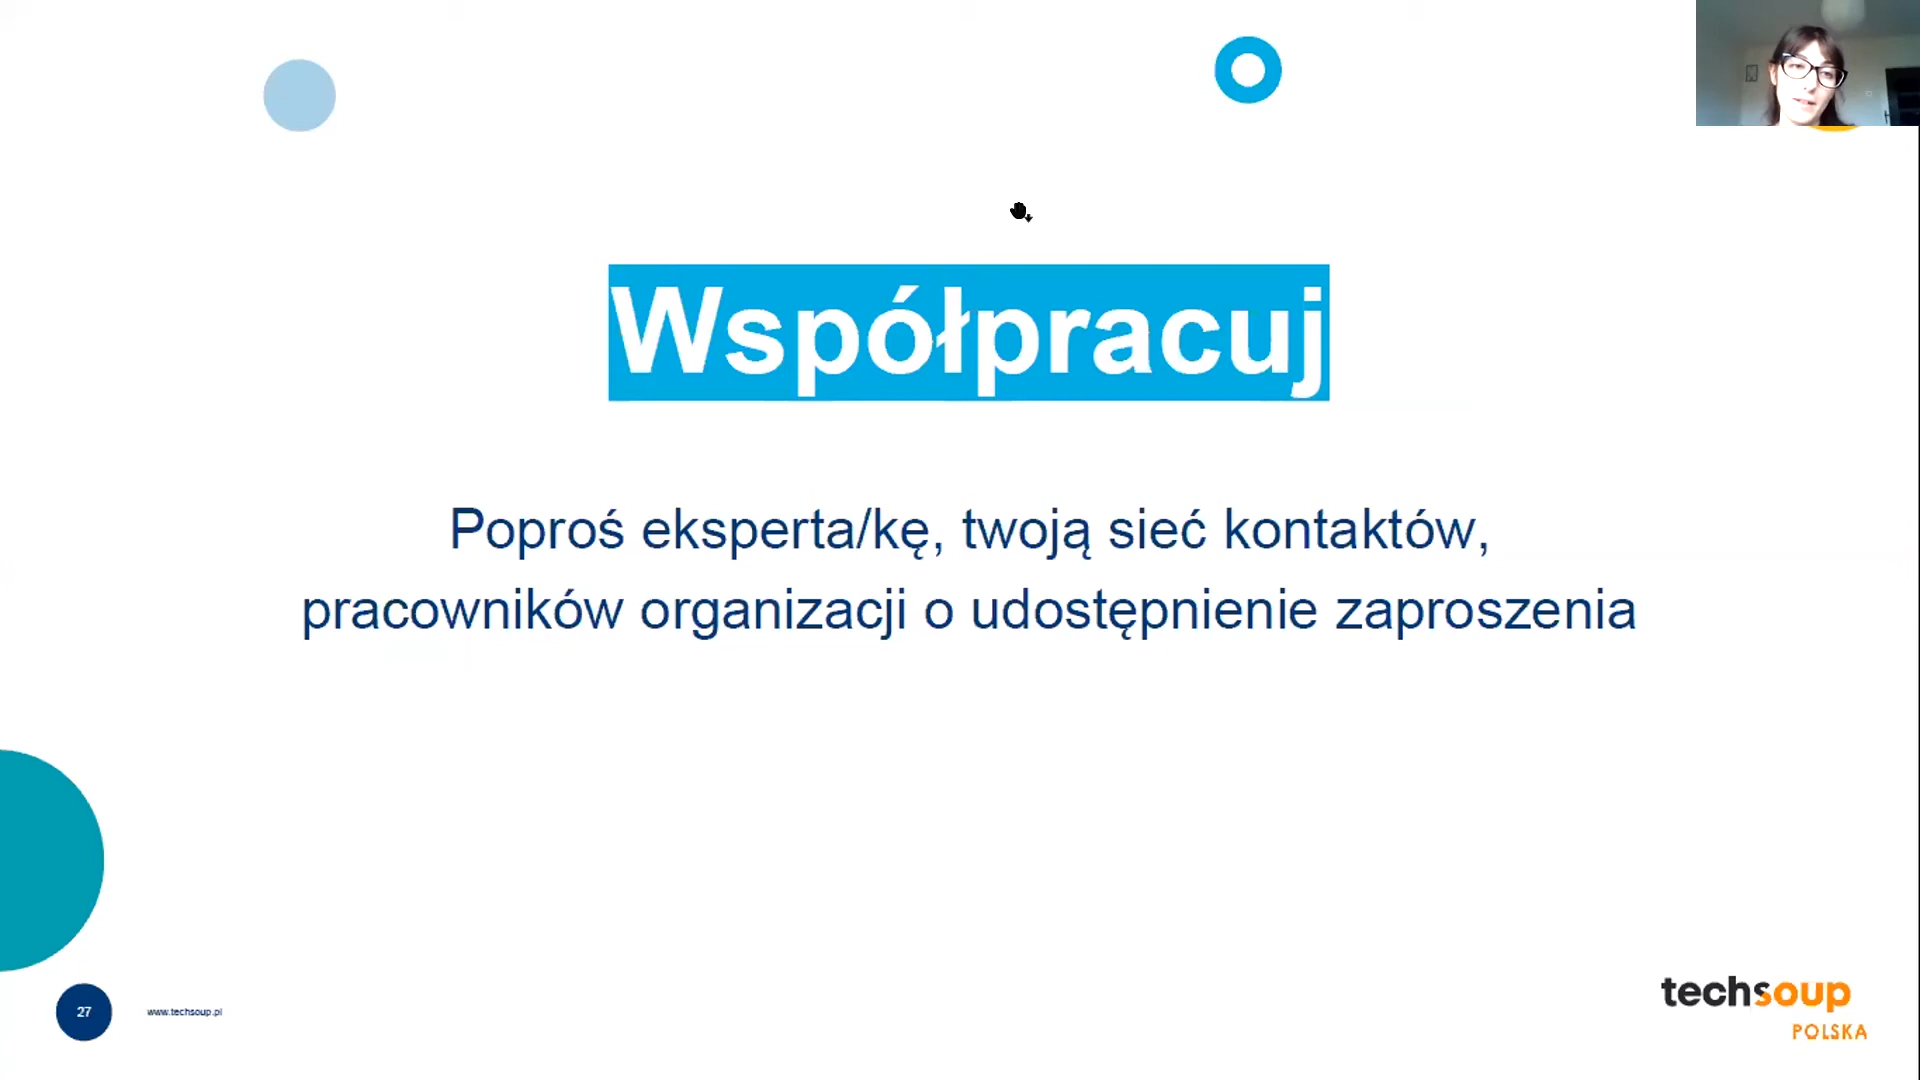 Współpracuj
Poproś eksperta/kę, twoją sieć kontaktów,
pracowników organizacji o udostępnienie zaproszenia
27
www.techsoup.pl
techsoup
POLSKA